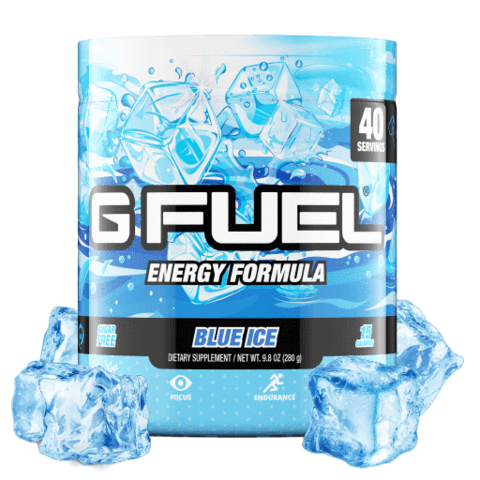 40
SERVINGS
G FUEL®
ENERGY FORMULA
SUGAR
FREE
BLUE ICE
15
CALORIES
DIETARY SUPPLEMENT / NET WT. 9.8 OZ (280 g)
FOCUS
ENDURANCE